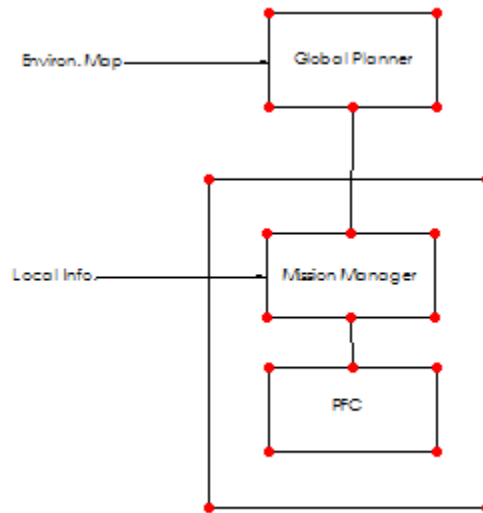 Global Planner
Environ. Map
Local Info.
Mission Manager
PFC